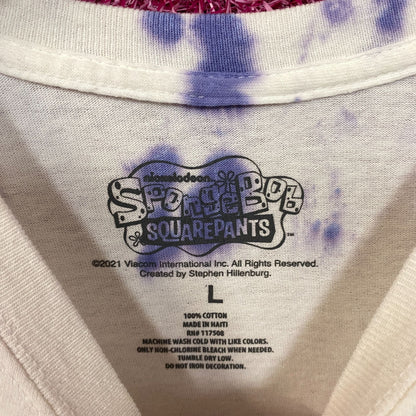 nickelodeon
SpongeBob
SQUAREPANTS
™
©2021 Viacom International Inc. All Rights Reserved.
Created by Stephen Hillenburg.
L
100% COTTON
MADE IN HAITI
RN# 117508
MACHINE WASH COLD WITH LIKE COLORS.
ONLY NON-CHLORINE BLEACH WHEN NEEDED.
TUMBLE DRY LOW.
DO NOT IRON DECORATION.